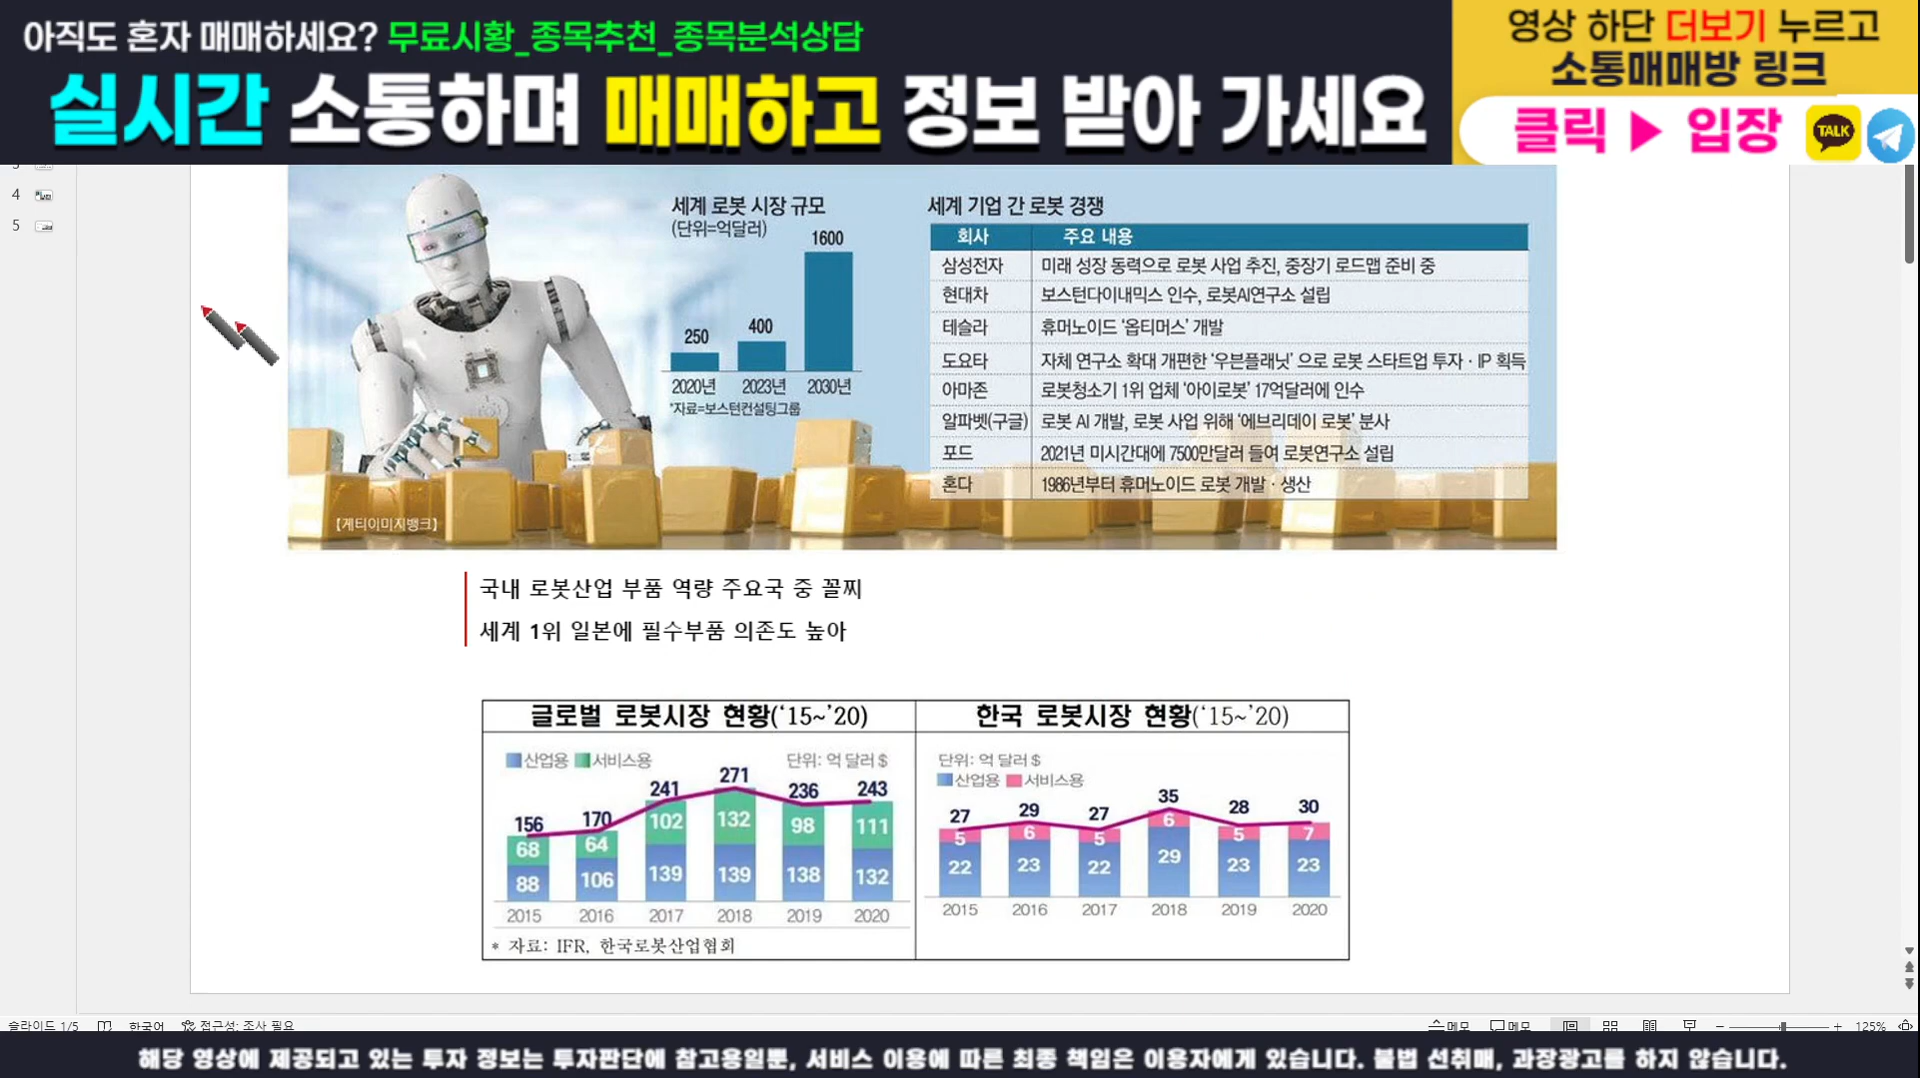 아직도 혼자 매매하세요? 무료시황_종목추천_종목분석상담
실시간 소통하며 매매하고 정보 받아 가세요
영상 하단 더보기 누르고
소통매매방 링크
클릭 ▶ 입장
TALK
4
5
세계 로봇 시장 규모
(단위=억달러)
250
400
1600
2020년
2023년
2030년
*자료=보스턴컨설팅그룹
【게티이미지뱅크】
세계 기업 간 로봇 경쟁
회사 주요 내용
삼성전자 미래 성장 동력으로 로봇 사업 추진, 중장기 로드맵 준비 중
현대차 보스턴다이내믹스 인수, 로봇AI연구소 설립
테슬라 휴머노이드 ‘옵티머스’ 개발
도요타 자체 연구소 확대 개편한 ‘우븐플래닛’ 으로 로봇 스타트업 투자 · IP 획득
아마존 로봇청소기 1위 업체 ‘아이로봇’ 17억달러에 인수
알파벳(구글) 로봇 AI 개발, 로봇 사업 위해 ‘에브리데이 로봇’ 분사
포드 2021년 미시간대에 7500만달러 들여 로봇연구소 설립
혼다 1986년부터 휴머노이드 로봇 개발 · 생산
국내 로봇산업 부품 역량 주요국 중 꼴찌
세계 1위 일본에 필수부품 의존도 높아
글로벌 로봇시장 현황(‘15~’20)
산업용 서비스용 단위: 억 달러 $
156 170 241 271 236 243
68 64 102 132 98 111
88 106 139 139 138 132
2015 2016 2017 2018 2019 2020
* 자료: IFR, 한국로봇산업협회
한국 로봇시장 현황(‘15~’20)
단위: 억 달러 $
산업용 서비스용
27 29 27 35 28 30
5 6 5 6 5 7
22 23 22 29 23 23
2015 2016 2017 2018 2019 2020
슬라이드 1/5 한국어 접근성: 조사 필요 메모 메모 125%
해당 영상에 제공되고 있는 투자 정보는 투자판단에 참고용일뿐, 서비스 이용에 따른 최종 책임은 이용자에게 있습니다. 불법 선취매, 과장광고를 하지 않습니다.